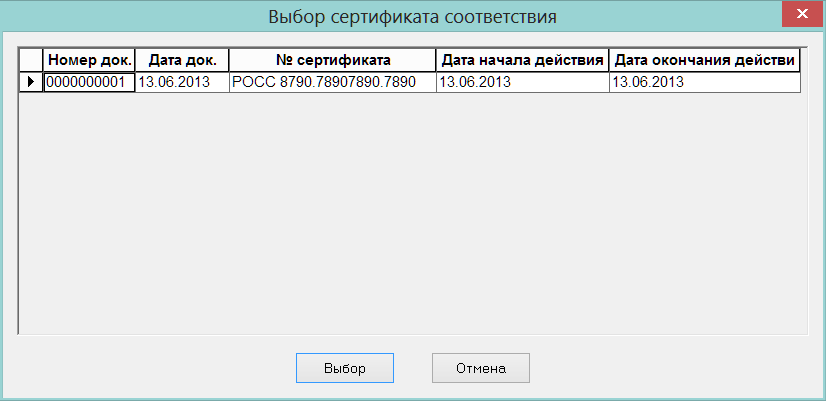 Выбор сертификата соответствия
Номер док. Дата док. № сертификата Дата начала действия Дата окончания действи
0000000001 13.06.2013 РОСС 8790.78907890.7890 13.06.2013 13.06.2013
Выбор Отмена